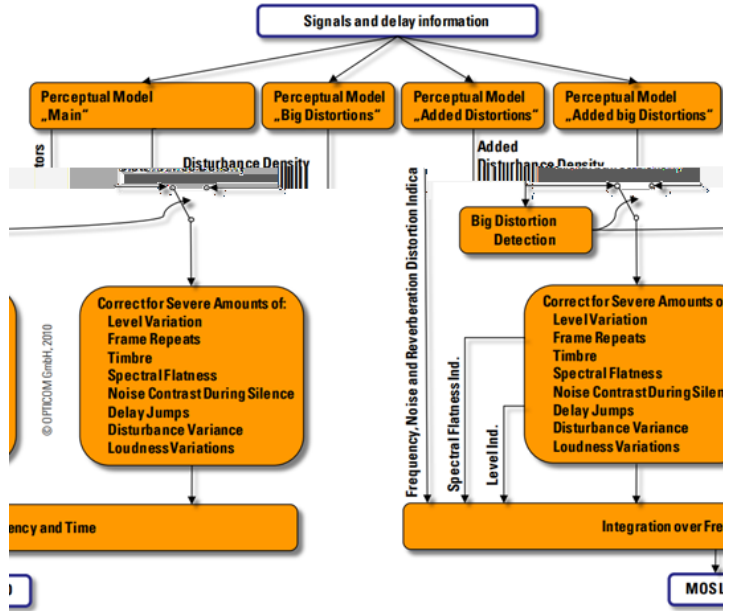 Signals and delay information
Perceptual Model
„Main“
Perceptual Model
„Big Distortions“
Perceptual Model
„Added Distortions“
Perceptual Model
„Added big Distortions“
tors
Disturbance Density
Added
Disturbance Density
Big Distortion
Detection
Frequency, Noise and Reverberation Distortion Indica
Spectral Flatness Ind.
Level Ind.
© OPTICOM GmbH, 2010
Correct for Severe Amounts of:
Level Variation
Frame Repeats
Timbre
Spectral Flatness
Noise Contrast During Silence
Delay Jumps
Disturbance Variance
Loudness Variations
Correct for Severe Amounts o
Level Variation
Frame Repeats
Timbre
Spectral Flatness
Noise Contrast During Silen
Delay Jumps
Disturbance Variance
Loudness Variations
ency and Time
Integration over Fre
MOS L